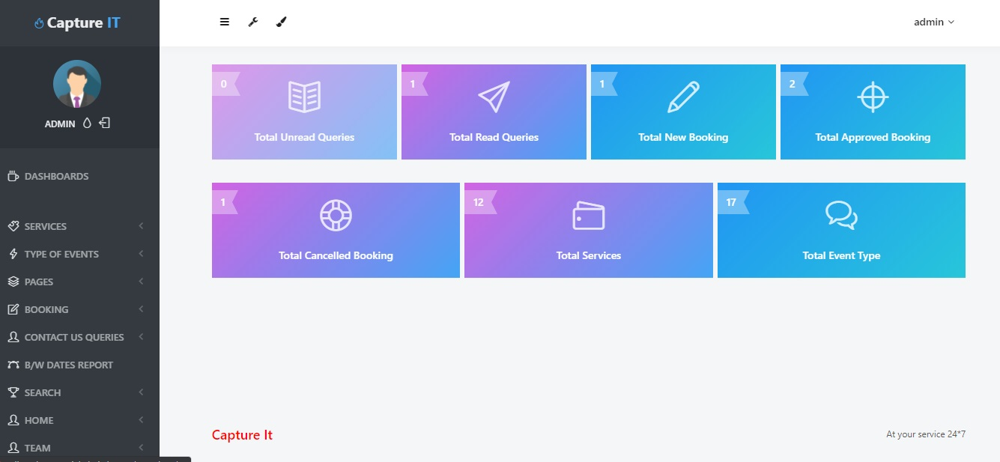 Capture IT
admin
ADMIN
DASHBOARDS
SERVICES
TYPE OF EVENTS
PAGES
BOOKING
CONTACT US QUERIES
B/W DATES REPORT
SEARCH
HOME
TEAM
0
Total Unread Queries
1
Total Read Queries
1
Total New Booking
2
Total Approved Booking
1
Total Cancelled Booking
12
Total Services
17
Total Event Type
Capture It
At your service 24*7